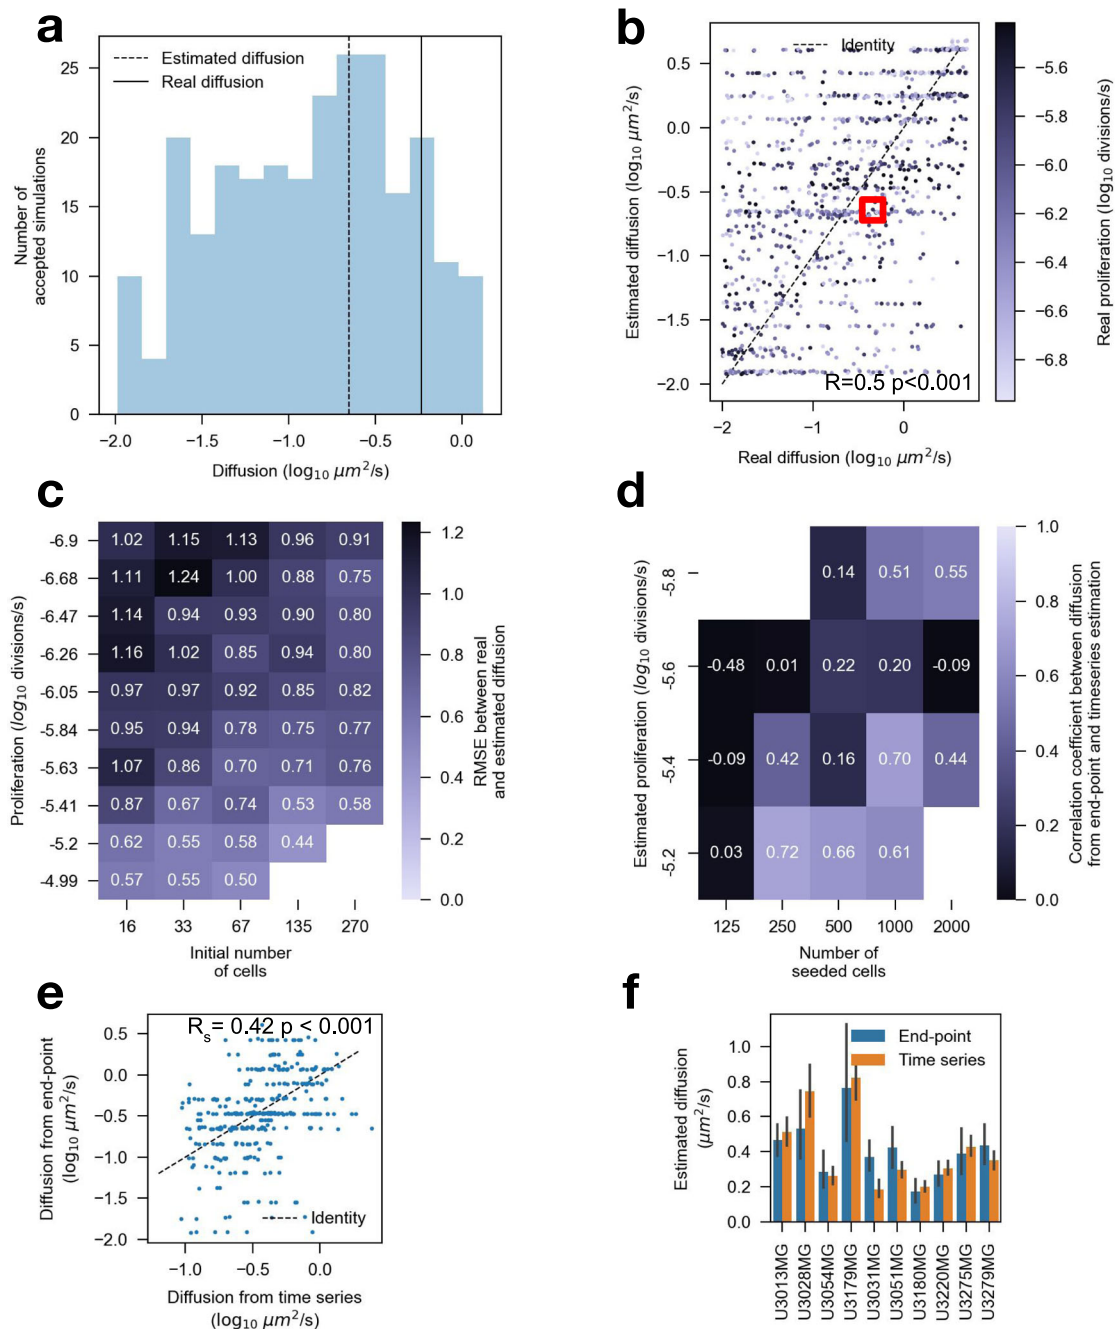 a
Estimated diffusion
Real diffusion
25
20
15
10
5
0
Number of
accepted simulations
−2.0 −1.5 −1.0 −0.5 0.0
Diffusion (log10 μm²/s)
b
Identity
0.5
0.0
−0.5
−1.0
−1.5
−2.0
Estimated diffusion (log10 μm²/s)
R=0.5 p<0.001
−2 −1 0
Real diffusion (log10 μm²/s)
−5.6
−5.8
−6.0
−6.2
−6.4
−6.6
−6.8
Real proliferation (log10 divisions/s)
c
Proliferation (log10 divisions/s)
-6.9 1.02 1.15 1.13 0.96 0.91
-6.68 1.11 1.24 1.00 0.88 0.75
-6.47 1.14 0.94 0.93 0.90 0.80
-6.26 1.16 1.02 0.85 0.94 0.80
-6.05 0.97 0.97 0.92 0.85 0.82
-5.84 0.95 0.94 0.78 0.75 0.77
-5.63 1.07 0.86 0.70 0.71 0.76
-5.41 0.87 0.67 0.74 0.53 0.58
-5.2 0.62 0.55 0.58 0.44
-4.99 0.57 0.55 0.50
16 33 67 135 270
Initial number
of cells
1.2
1.0
0.8
0.6
0.4
0.2
0.0
RMSE between real
and estimated diffusion
d
Estimated proliferation (log10 divisions/s)
-5.8 0.14 0.51 0.55
-5.6 -0.48 0.01 0.22 0.20 -0.09
-5.4 -0.09 0.42 0.16 0.70 0.44
-5.2 0.03 0.72 0.66 0.61
125 250 500 1000 2000
Number of
seeded cells
1.0
0.8
0.6
0.4
0.2
0.0
Correlation coefficient between diffusion
from end-point and timeseries estimation
e
Rs= 0.42 p < 0.001
0.5
0.0
−0.5
−1.0
−1.5
−2.0
Diffusion from end-point
(log10 μm²/s)
Identity
−1.0 −0.5 0.0
Diffusion from time series
(log10 μm²/s)
f
End-point
Time series
1.0
0.8
0.6
0.4
0.2
0.0
Estimated diffusion
(μm²/s)
U3013MG
U3028MG
U3054MG
U3179MG
U3031MG
U3051MG
U3180MG
U3220MG
U3275MG
U3279MG